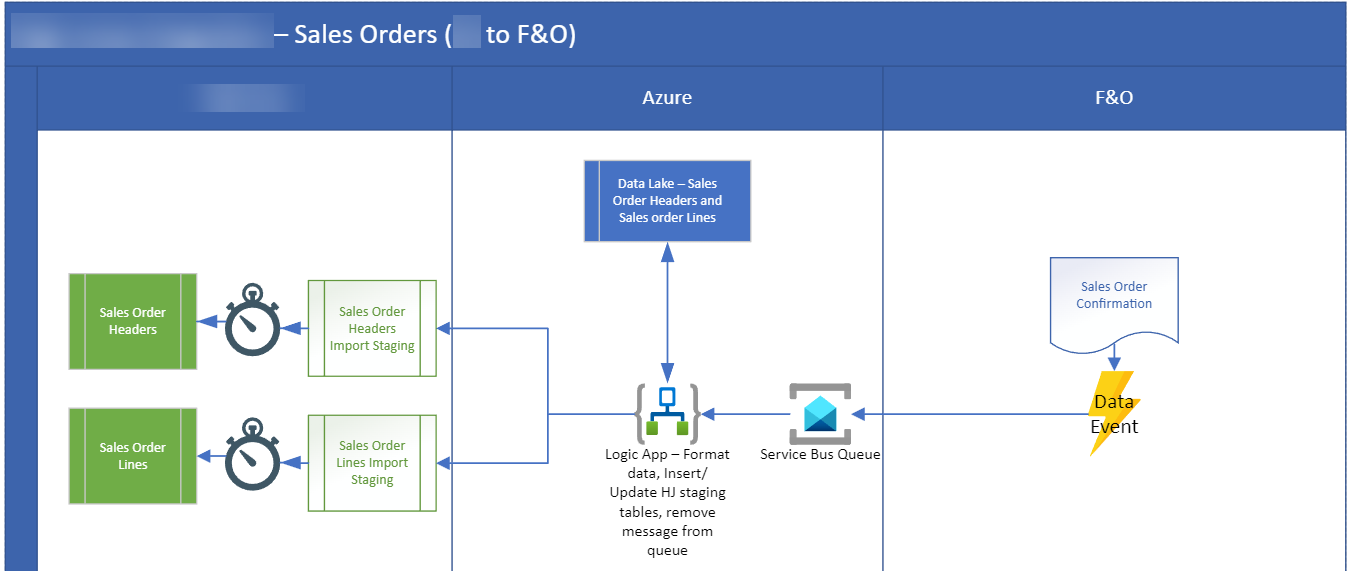 – Sales Orders ( to F&O)
Azure
F&O
Data Lake – Sales
Order Headers and
Sales order Lines
Sales Order
Headers
Sales Order
Headers
Import Staging
Sales Order
Confirmation
Data
Event
Sales Order
Lines
Sales Order
Lines Import
Staging
Logic App – Format
data, Insert/
Update HJ staging
tables, remove
message from
queue
Service Bus Queue